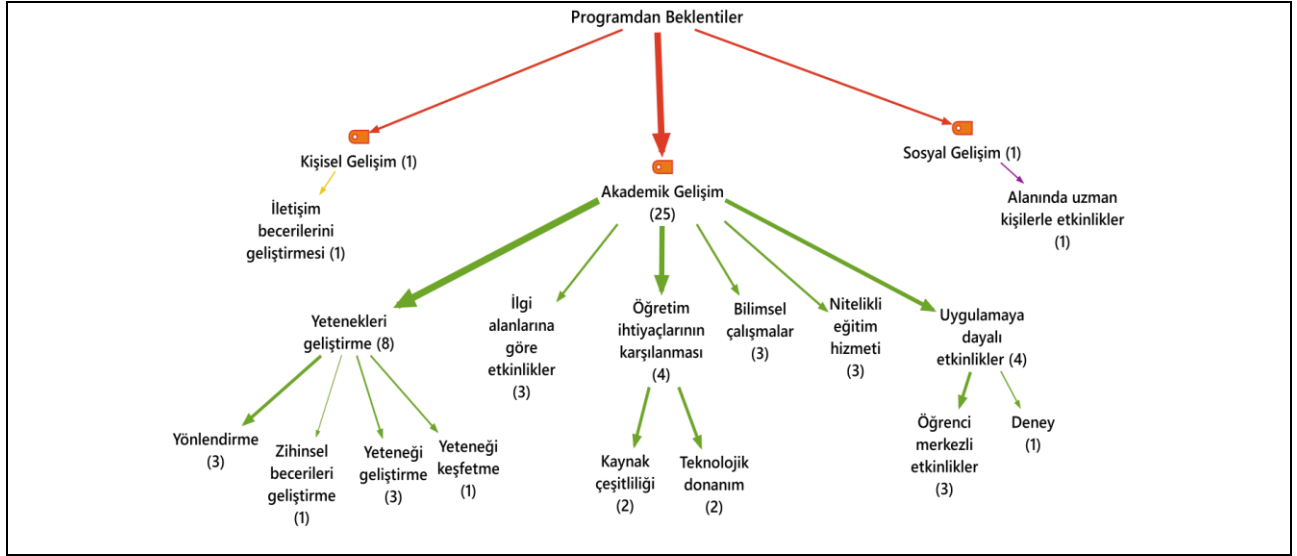 Programdan Beklentiler
Kişisel Gelişim (1)
İletişim
becerilerini
geliştirmesi (1)
Akademik Gelişim
(25)
Sosyal Gelişim (1)
Alanında uzman
kişilerle etkinlikler
(1)
Yetenekleri
geliştirme (8)
İlgi
alanlarına
göre
etkinlikler
(3)
Öğretim
ihtiyaçlarının
karşılanması
(4)
Bilimsel
çalışmalar
(3)
Nitelikli
eğitim
hizmeti
(3)
Uygulamaya
dayalı
etkinlikler (4)
Yönlendirme
(3)
Zihinsel
becerileri
geliştirme
(1)
Yeteneği
geliştirme
(3)
Yeteneği
keşfetme
(1)
Kaynak
çeşitliliği
(2)
Teknolojik
donanım
(2)
Öğrenci
merkezli
etkinlikler
(3)
Deney
(1)